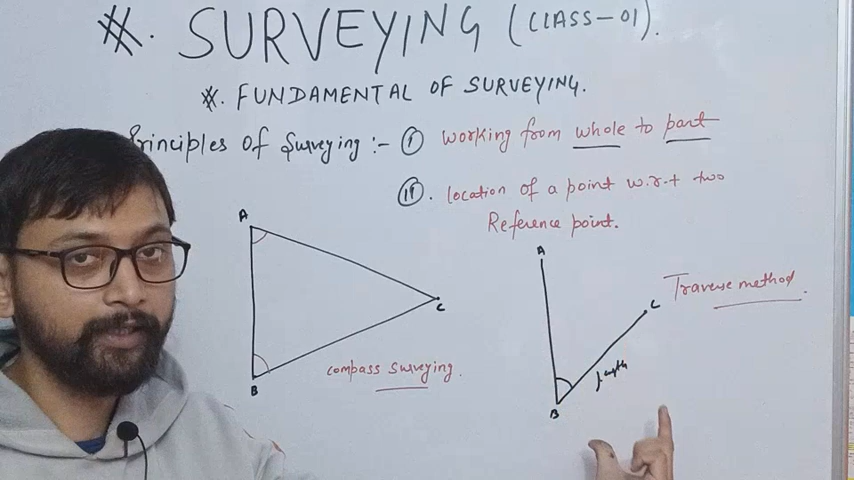 ※. SURVEYING (CLASS-01).
※. FUNDAMENTAL OF SURVEYING.
Principles of Surveying :- (i) working from whole to part
(ii). location of a point w.r.t two
Reference point.
A
B
C
compass surveying.
A
B
C
length
Traverse method.